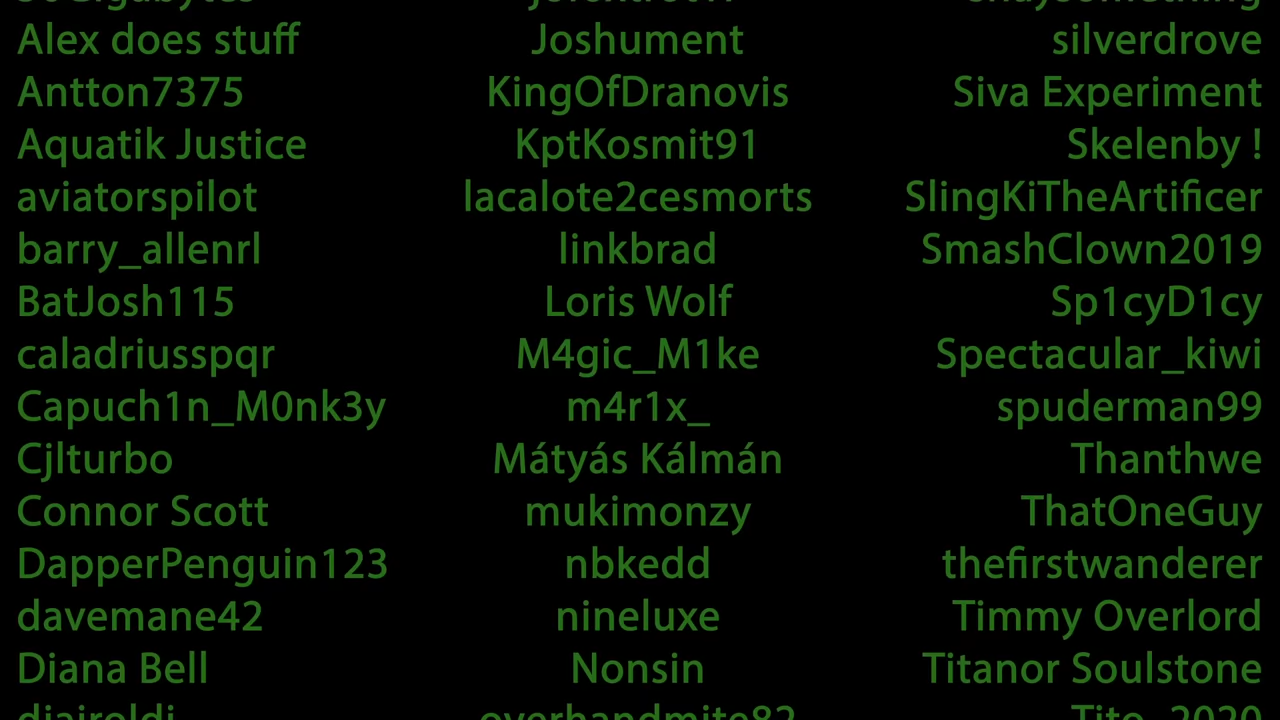 Alex does stuff Joshument silverdrove
Antton7375 KingOfDranovis Siva Experiment
Aquatik Justice KptKosmit91 Skelenby !
aviatorspilot lacalote2cesmorts SlingKiTheArtificer
barry_allenrl linkbrad SmashClown2019
BatJosh115 Loris Wolf Sp1cyD1cy
caladriusspqr M4gic_M1ke Spectacular_kiwi
Capuch1n_M0nk3y m4r1x_ spuderman99
Cjlturbo Mátyás Kálmán Thanthwe
Connor Scott mukimonzy ThatOneGuy
DapperPenguin123 nbkedd thefirstwanderer
davemane42 nineluxe Timmy Overlord
Diana Bell Nonsin Titanor Soulstone
overhandmite82 Tito_2020